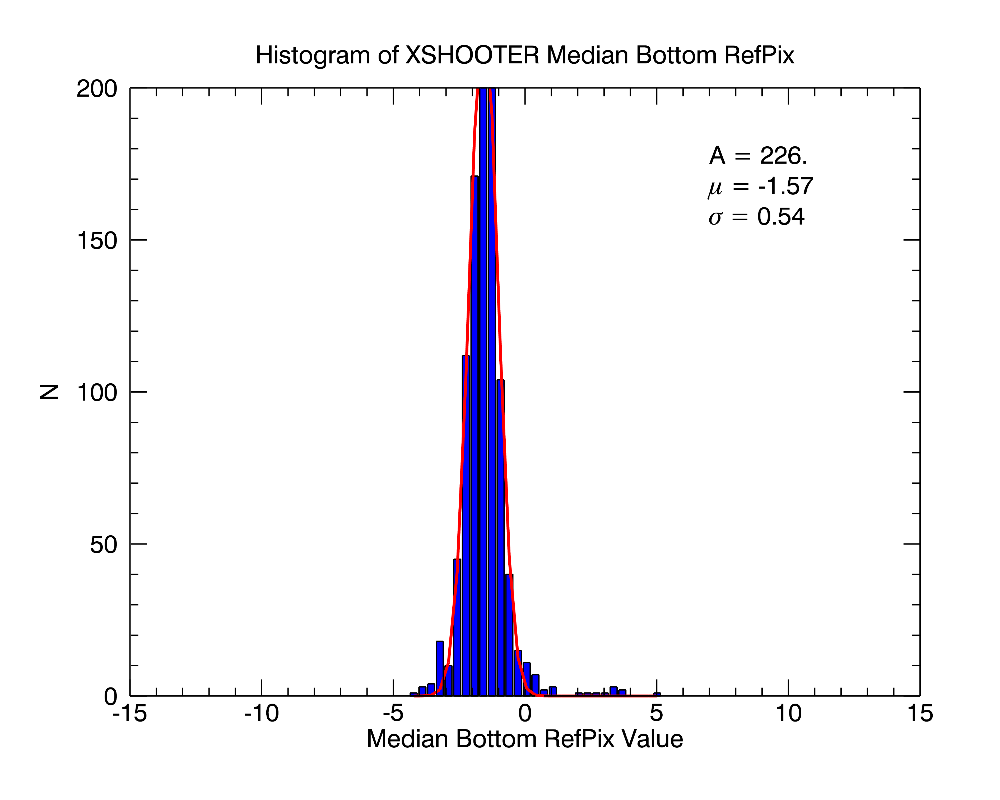 Histogram of XSHOOTER Median Bottom RefPix
200
150
100
50
0
N
A = 226.
μ = -1.57
σ = 0.54
-15 -10 -5 0 5 10 15
Median Bottom RefPix Value